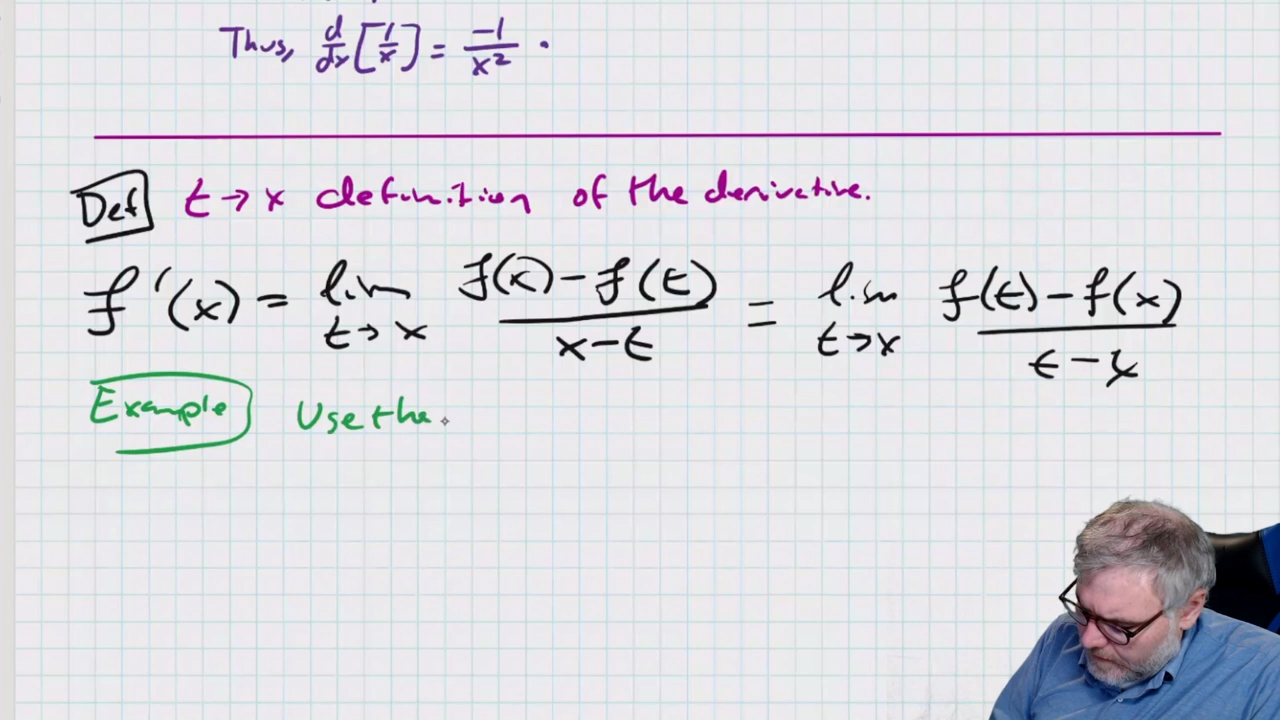 Thus, d/dx [1/x] = -1/x² .
Def t → x definition of the derivative.
f'(x) = lim t→x f(x) - f(t) / x - t = lim t→x f(t) - f(x) / t - x
Example Use the